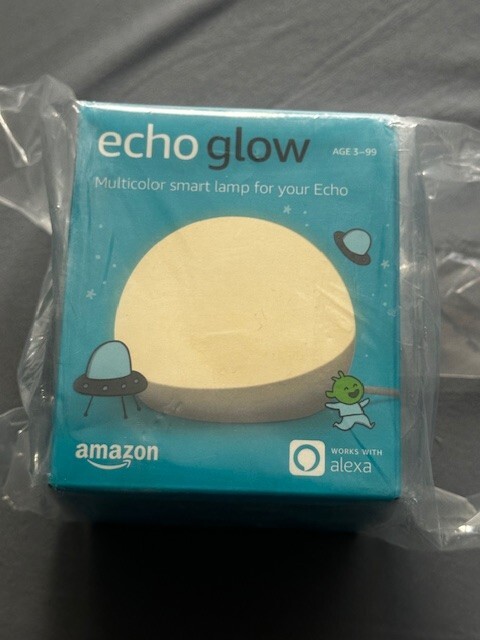 echo glow
AGE 3–99
Multicolor smart lamp for your Echo
amazon
WORKS WITH
alexa